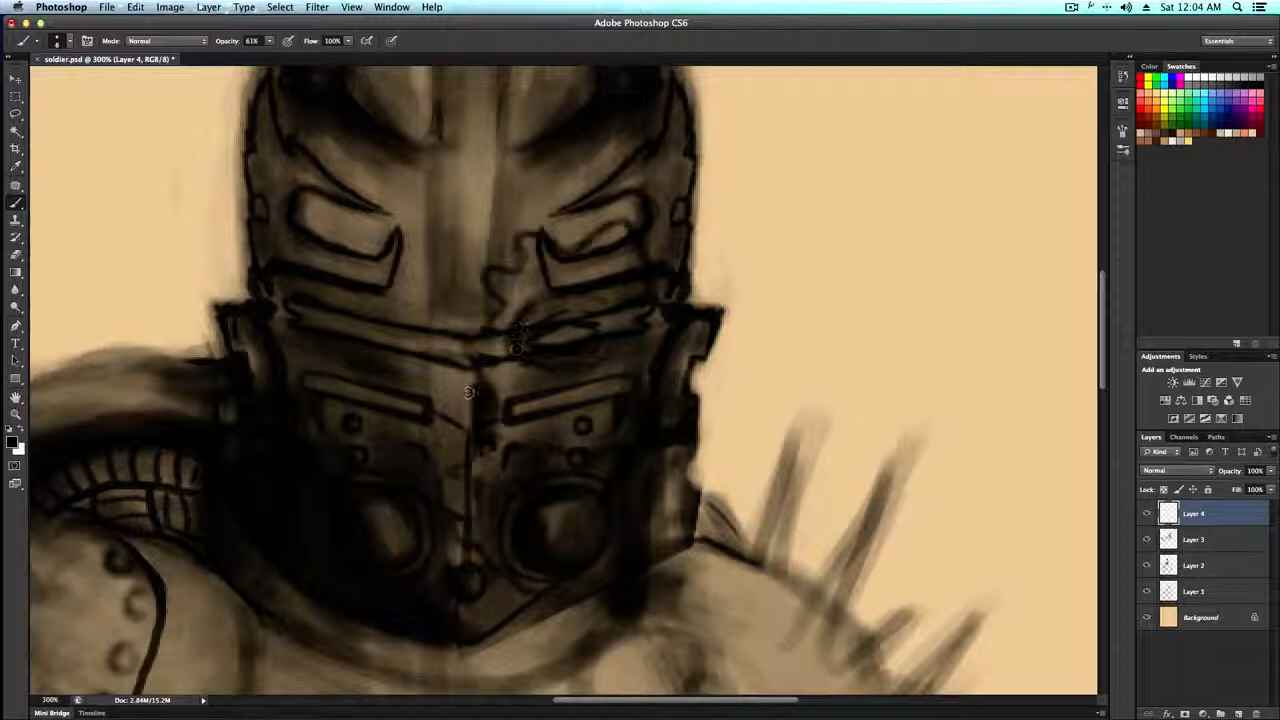 Photoshop File Edit Image Layer Type Select Filter View Window Help Sat 12:04 AM
Adobe Photoshop CS6
6 Mode: Normal Opacity: 61% Flow: 100% Essentials
soldier.psd @ 300% (Layer 4, RGB/8) *
Color Swatches
Adjustments Styles
Add an adjustment
Layers Channels Paths
Kind
Normal Opacity: 100%
Lock: Fill: 100%
Layer 4
Layer 3
Layer 2
Layer 1
Background
300% Doc: 2.84M/15.2M
Mini Bridge Timeline